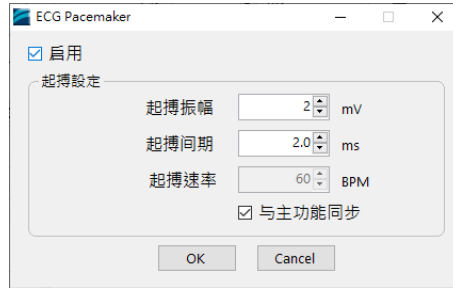 ECG Pacemaker
启用
起搏設定
起搏振幅 2 mV
起搏间期 2.0 ms
起搏速率 60 BPM
与主功能同步
OK Cancel